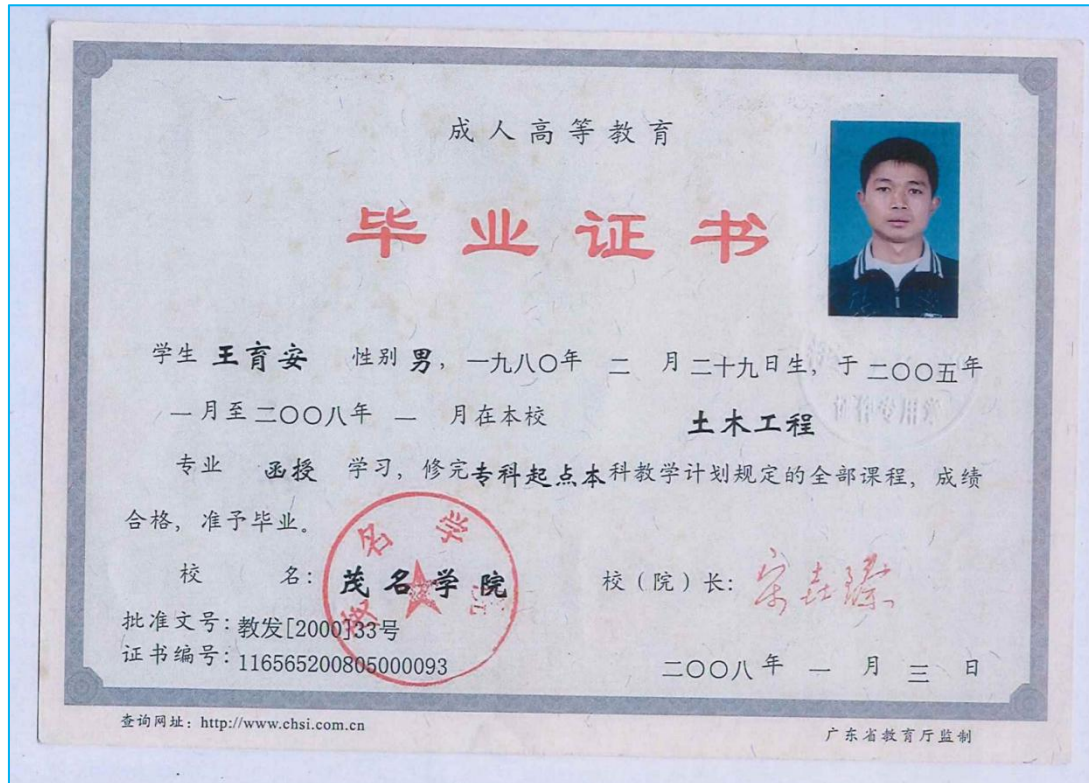 成人高等教育
毕业证书
学生 王育安 性别 男，一九八〇年 二 月 二十九日生，于 二〇〇五年
一 月至 二〇〇八年 一 月在本校 土木工程
专业 函授 学习，修完专科起点本科教学计划规定的全部课程，成绩
合格，准予毕业。
校 名：茂名学院
茂名学院
校（院）长：
批准文号：教发[2000]33号
证书编号：116565200805000093
二〇〇八 年 一 月 三 日
查询网址：http://www.chsi.com.cn
广东省教育厅监制